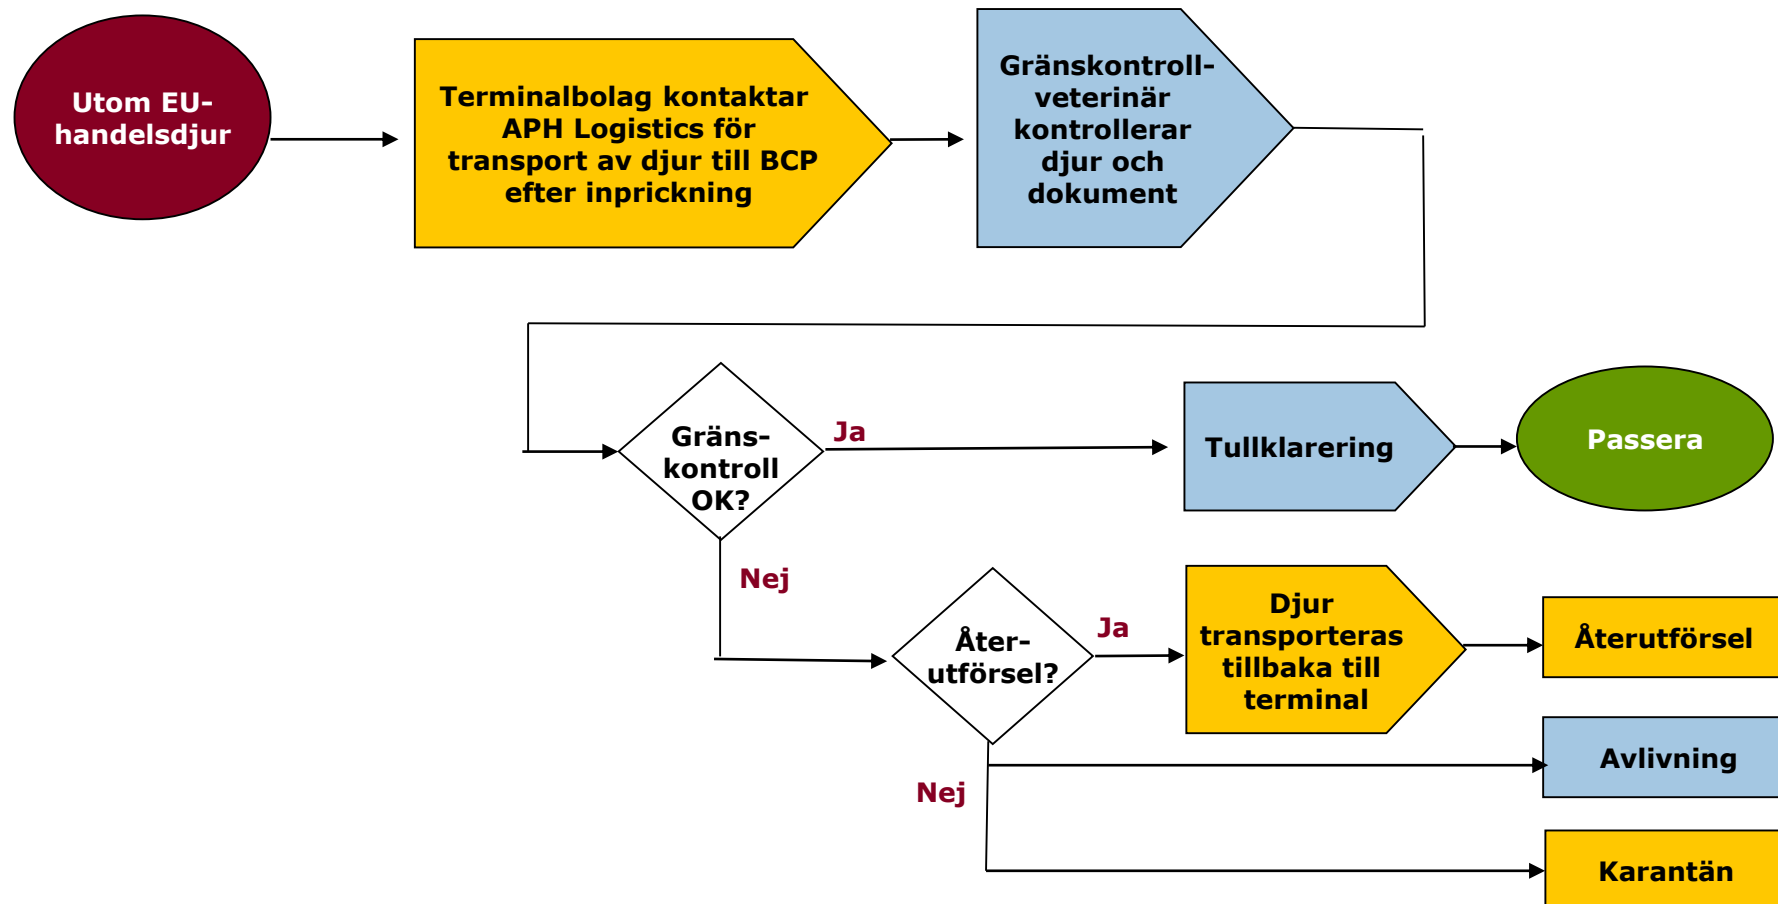 Utom EU-
handelsdjur
Terminalbolag kontaktar
APH Logistics för
transport av djur till BCP
efter inprickning
Gränskontroll-
veterinär
kontrollerar
djur och
dokument
Gräns-
kontroll
OK?
Ja
Tullklarering
Passera
Nej
Åter-
utförsel?
Ja
Djur
transporteras
tillbaka till
terminal
Återutförsel
Avlivning
Nej
Karantän